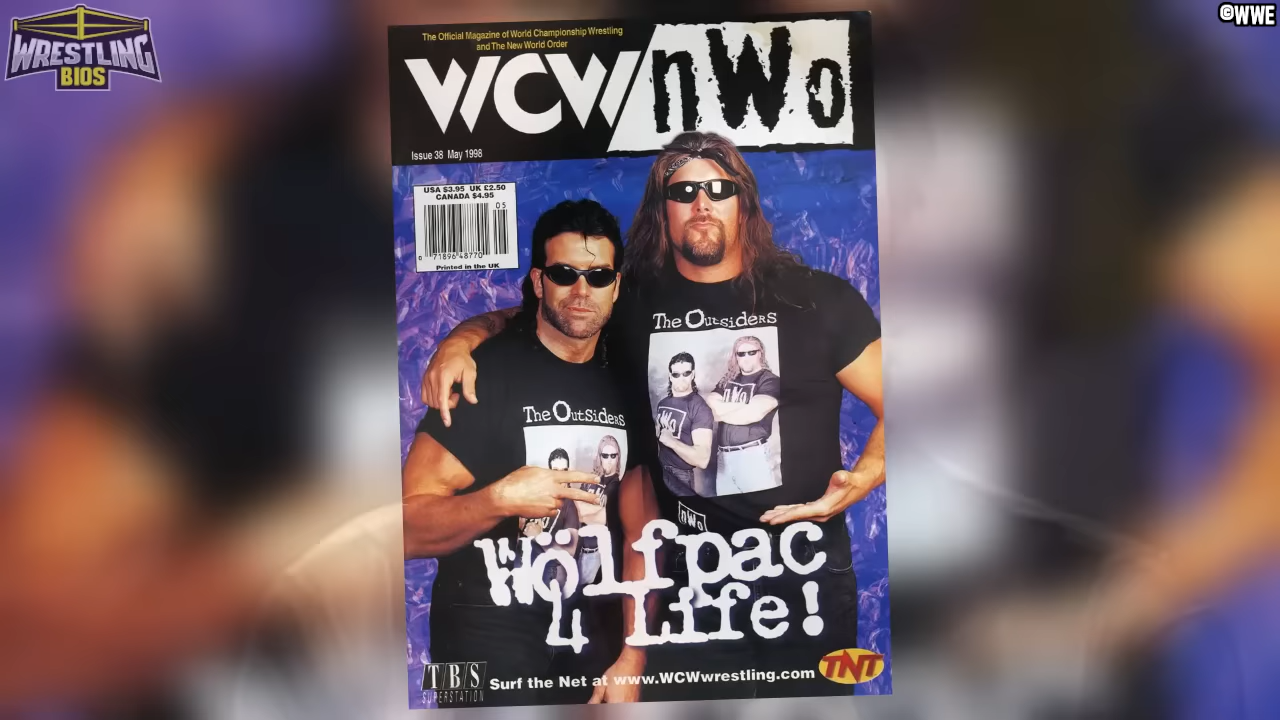 WRESTLING
BIOS
©WWE
The Official Magazine of World Championship Wrestling
and The New World Order
WCW/nWo
Issue 38 May 1998
USA $3.95 UK £2.50
CANADA $4.95
05
0 71896 48770
Printed in the UK
The Outsiders
nWo
nWo
The Outsiders
nWo
nWo
nWo
Wölfpac
4 Life!
TBS
SUPERSTATION
Surf the Net at www.WCWwrestling.com
TNT